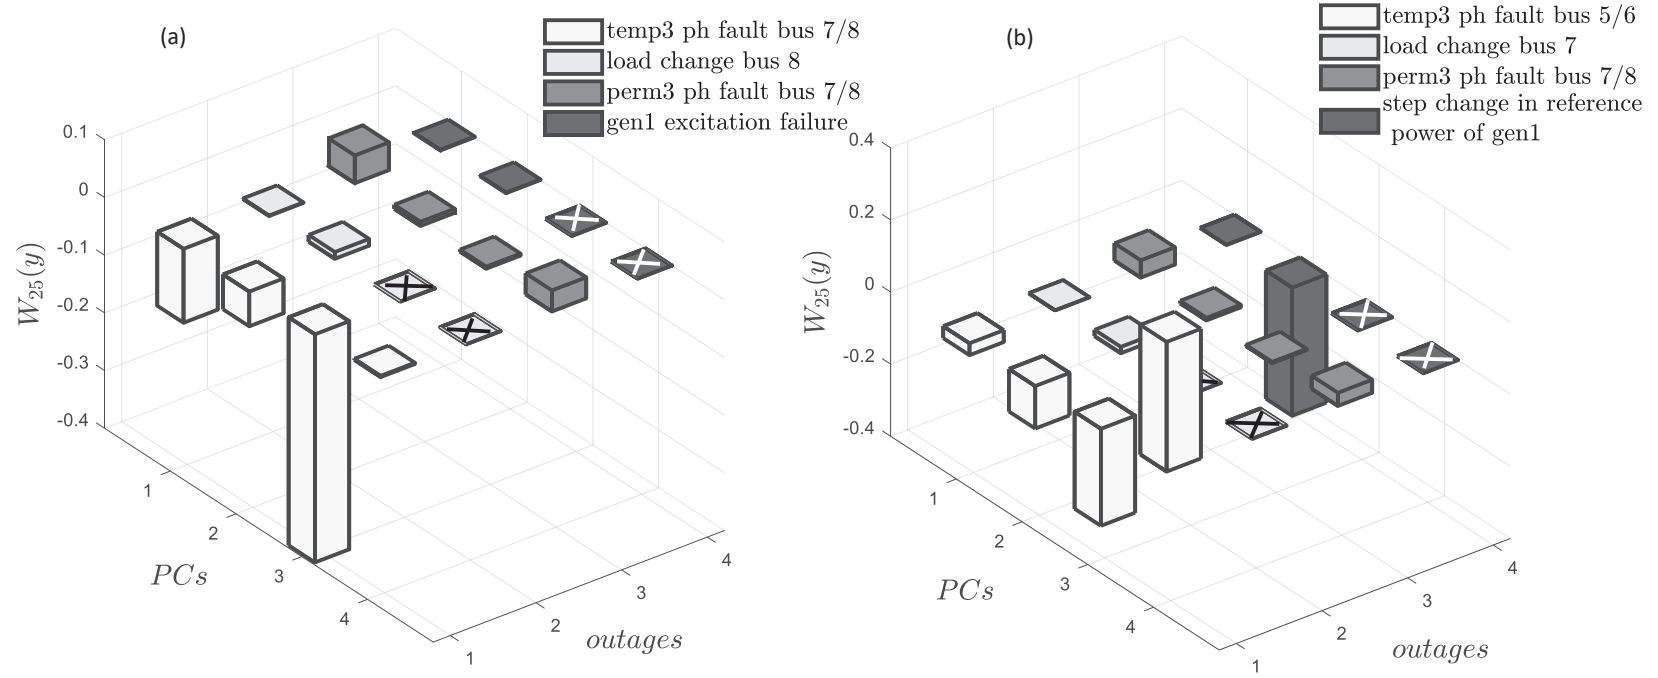 (a)
temp3 ph fault bus 7/8
load change bus 8
perm3 ph fault bus 7/8
gen1 excitation failure
0.1
0
-0.1
-0.2
-0.3
-0.4
W25(y)
1
2
3
4
PCs
1
2
3
4
outages
(b)
temp3 ph fault bus 5/6
load change bus 7
perm3 ph fault bus 7/8
step change in reference
power of gen1
0.4
0.2
0
-0.2
-0.4
W25(y)
1
2
3
4
PCs
1
2
3
4
outages